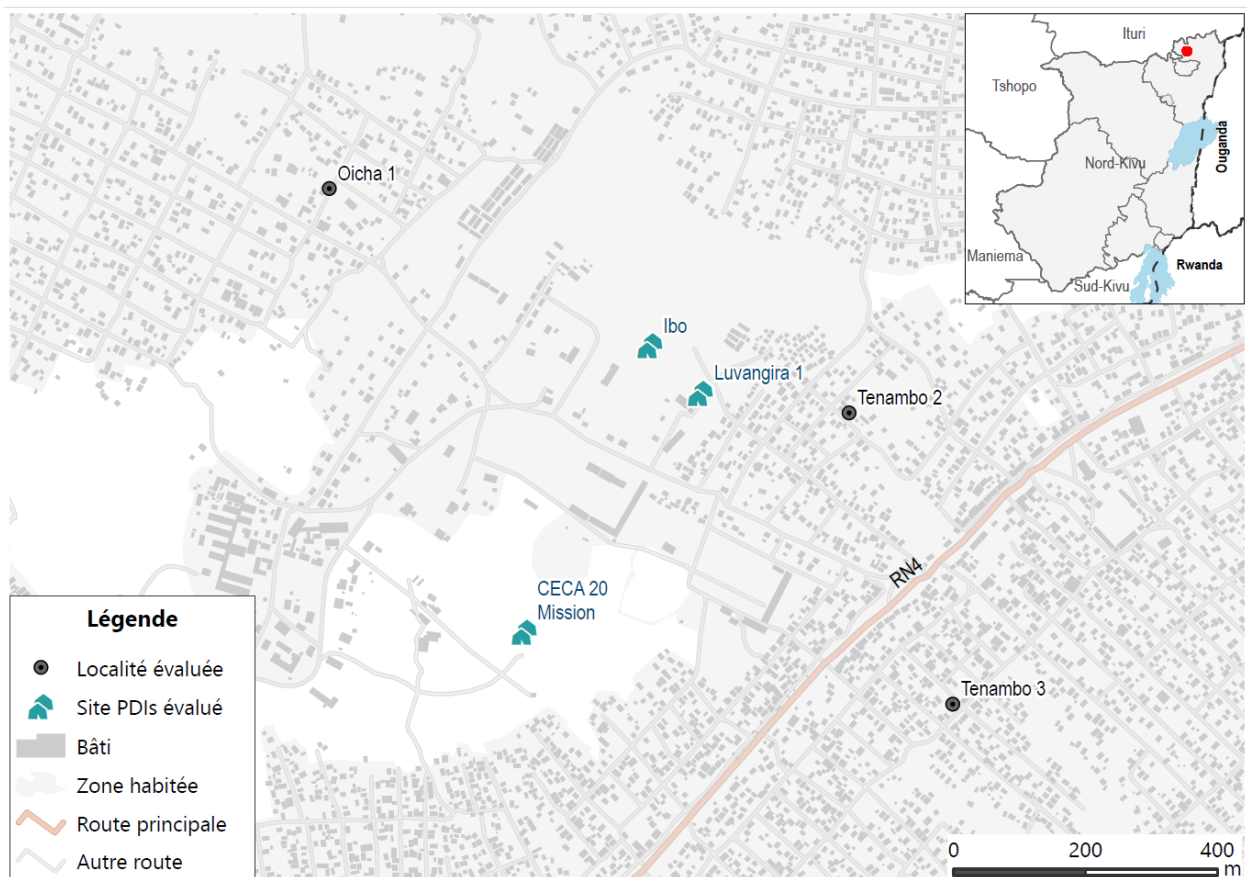 Ituri
Tshopo
Nord-Kivu
Ouganda
Maniema
Sud-Kivu
Rwanda
Oicha 1
Ibo
Luvangira 1
Tenambo 2
RN4
CECA 20
Mission
Tenambo 3
Légende
Localité évaluée
Site PDIs évalué
Bâti
Zone habitée
Route principale
Autre route
0 200 400
m